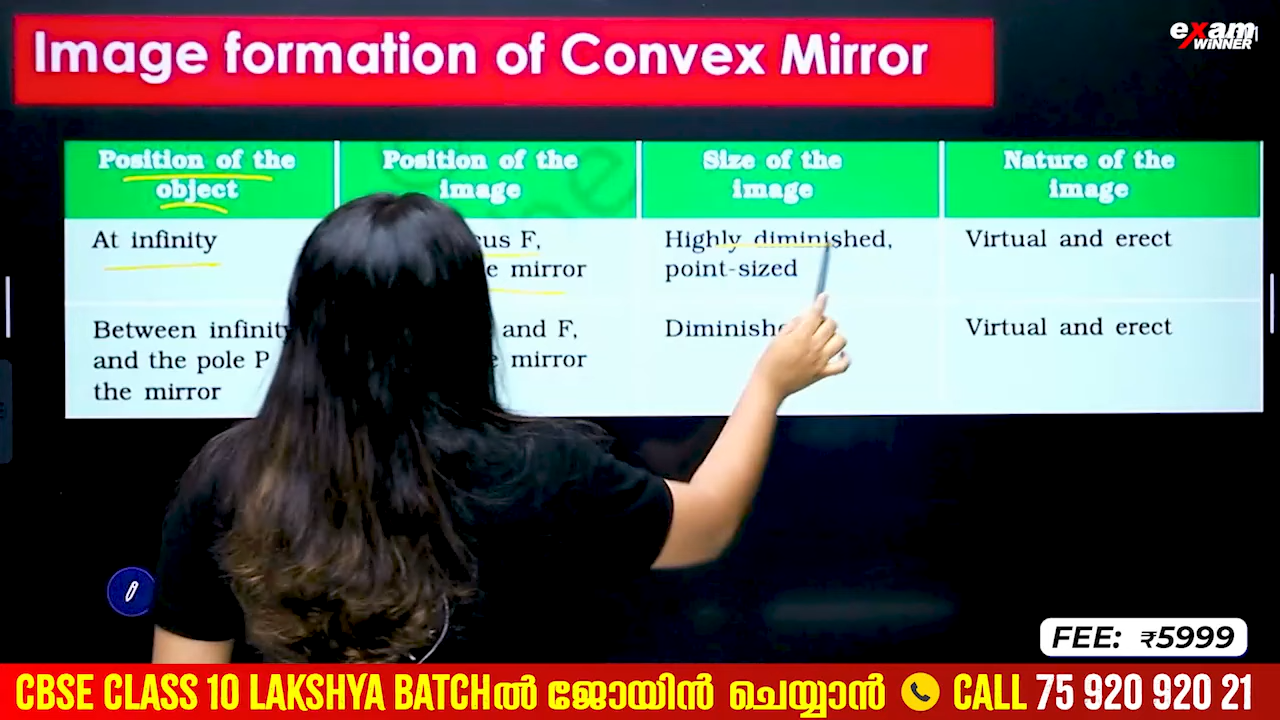 Image formation of Convex Mirror
exam
WINNER
Position of the
object
Position of the
image
Size of the
image
Nature of the
image
At infinity
F,
mirror
Highly diminished,
point-sized
Virtual and erect
Between
and the pole P
the mirror
and F,
mirror
Virtual and erect
FEE: ₹5999
CBSE CLASS 10 LAKSHYA BATCHൽ ജോയിൻ ചെയ്യാൻ CALL 75 920 920 21